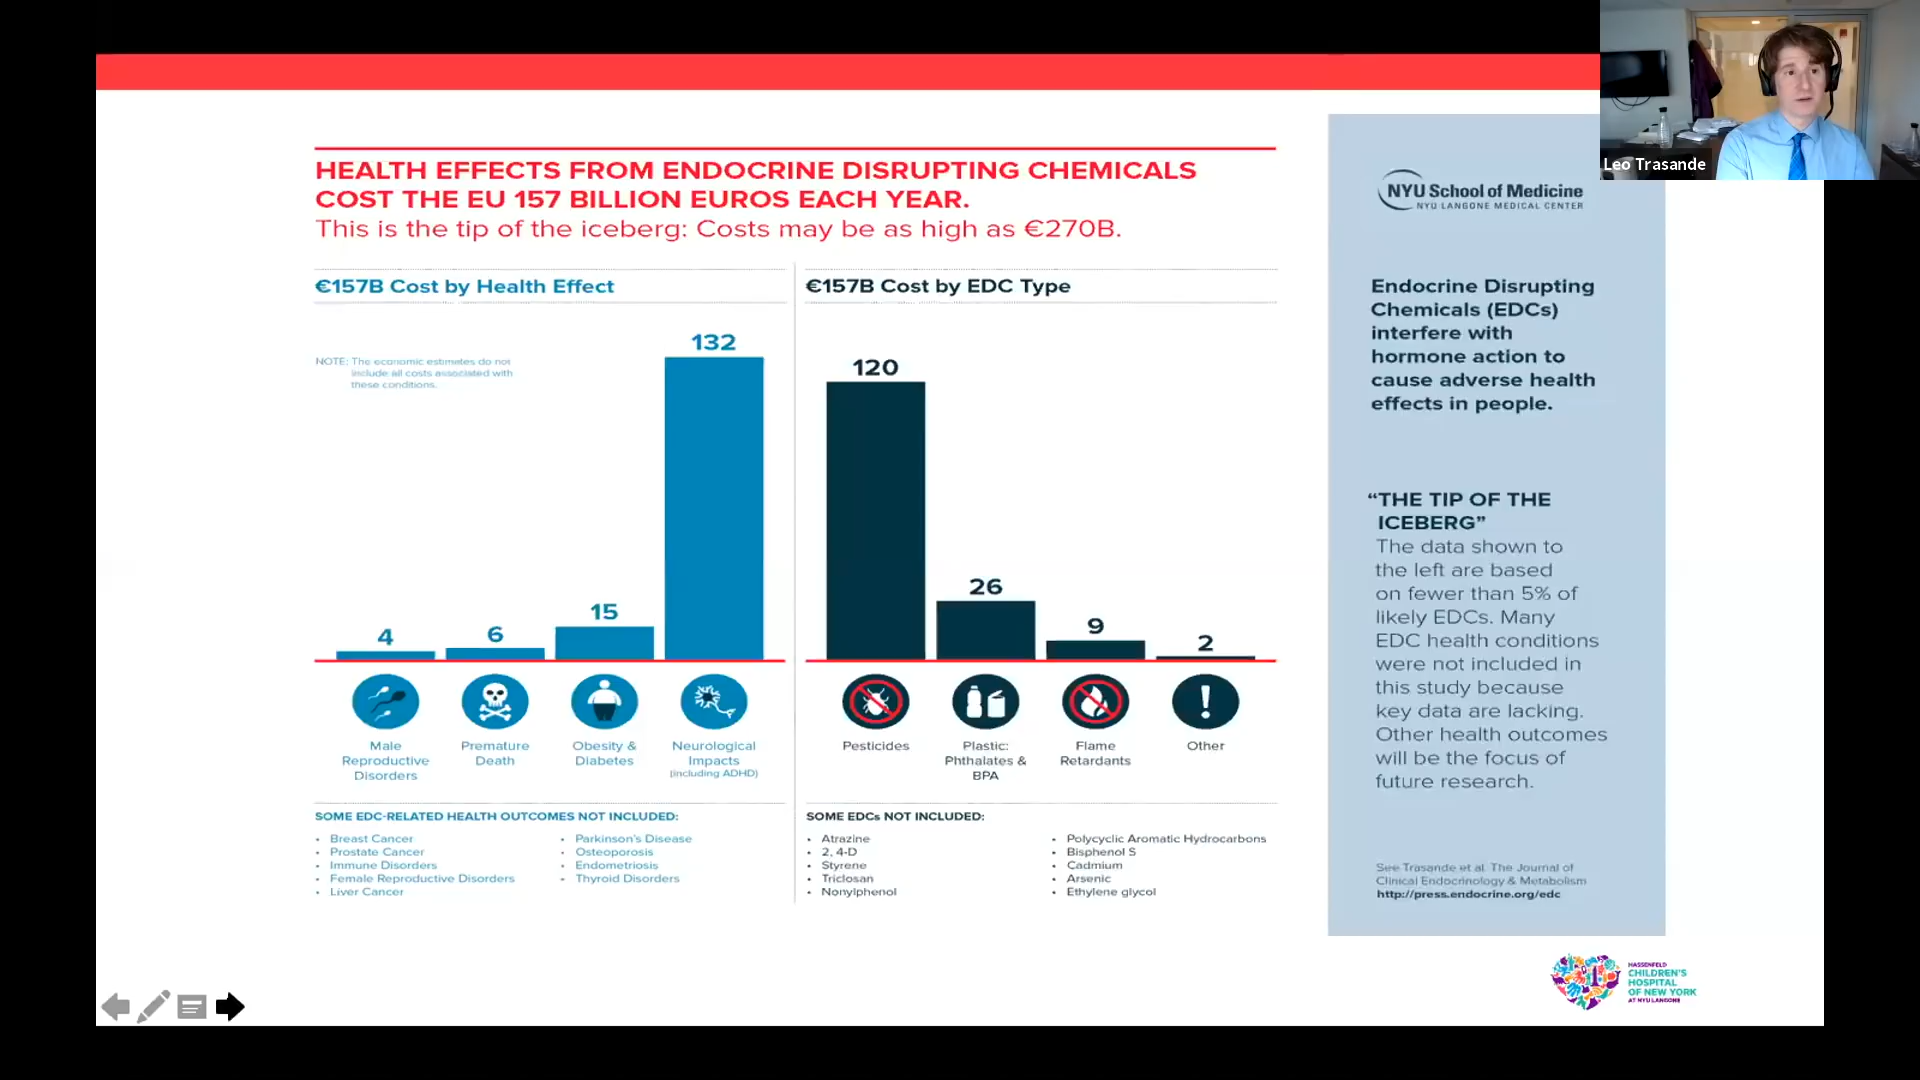 Leo Trasande
HEALTH EFFECTS FROM ENDOCRINE DISRUPTING CHEMICALS
COST THE EU 157 BILLION EUROS EACH YEAR.
This is the tip of the iceberg: Costs may be as high as €270B.
€157B Cost by Health Effect
NOTE: The economic estimates do not
include all costs associated with
these conditions.
4
6
15
132
Male
Reproductive
Disorders
Premature
Death
Obesity &
Diabetes
Neurological
Impacts
(including ADHD)
SOME EDC-RELATED HEALTH OUTCOMES NOT INCLUDED:
• Breast Cancer
• Prostate Cancer
• Immune Disorders
• Female Reproductive Disorders
• Liver Cancer
• Parkinson's Disease
• Osteoporosis
• Endometriosis
• Thyroid Disorders
€157B Cost by EDC Type
120
26
9
2
Pesticides
Plastic:
Phthalates &
BPA
Flame
Retardants
Other
SOME EDCs NOT INCLUDED:
• Atrazine
• 2, 4-D
• Styrene
• Triclosan
• Nonylphenol
• Polycyclic Aromatic Hydrocarbons
• Bisphenol S
• Cadmium
• Arsenic
• Ethylene glycol
NYU School of Medicine
NYU LANGONE MEDICAL CENTER
Endocrine Disrupting
Chemicals (EDCs)
interfere with
hormone action to
cause adverse health
effects in people.
“THE TIP OF THE
ICEBERG”
The data shown to
the left are based
on fewer than 5% of
likely EDCs. Many
EDC health conditions
were not included in
this study because
key data are lacking.
Other health outcomes
will be the focus of
future research.
See Trasande et al. The Journal of
Clinical Endocrinology & Metabolism
http://press.endocrine.org/edc
HASSENFELD
CHILDREN'S
HOSPITAL
OF NEW YORK
AT NYU LANGONE